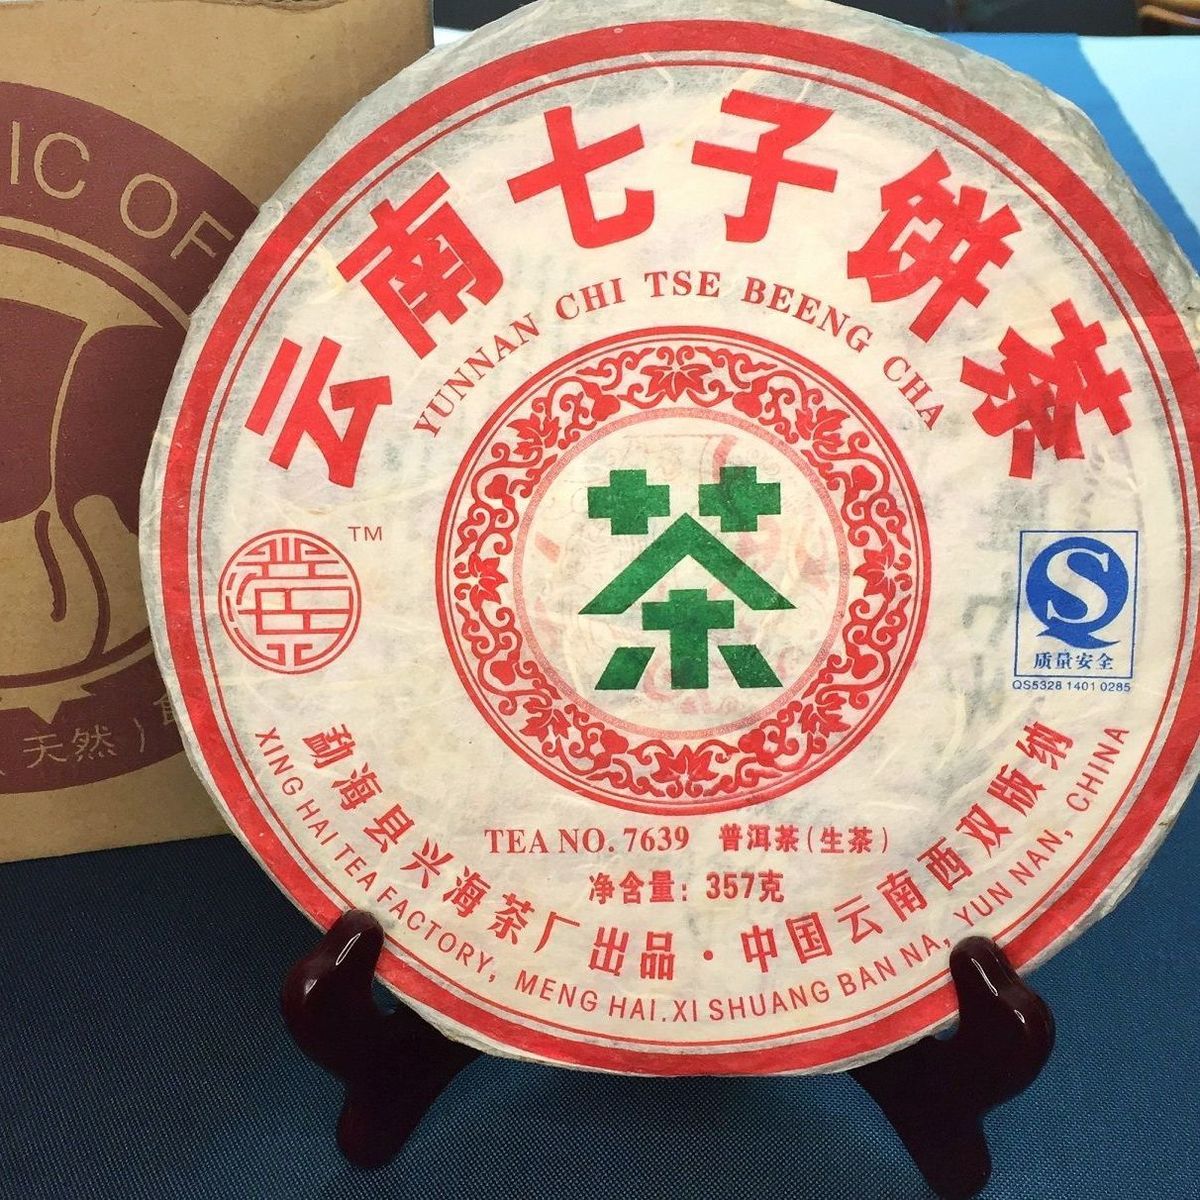 IC OF
天然）
云南七子饼茶
YUNNAN CHI TSE BEENG CHA
茶
TM
质量安全
QS5328 1401 0285
TEA NO. 7639 普洱茶（生茶）
净含量：357克
勐海县兴海茶厂出品·中国云南西双版纳
XING HAI TEA FACTORY, MENG HAI.XI SHUANG BAN NA, YUN NAN, CHINA